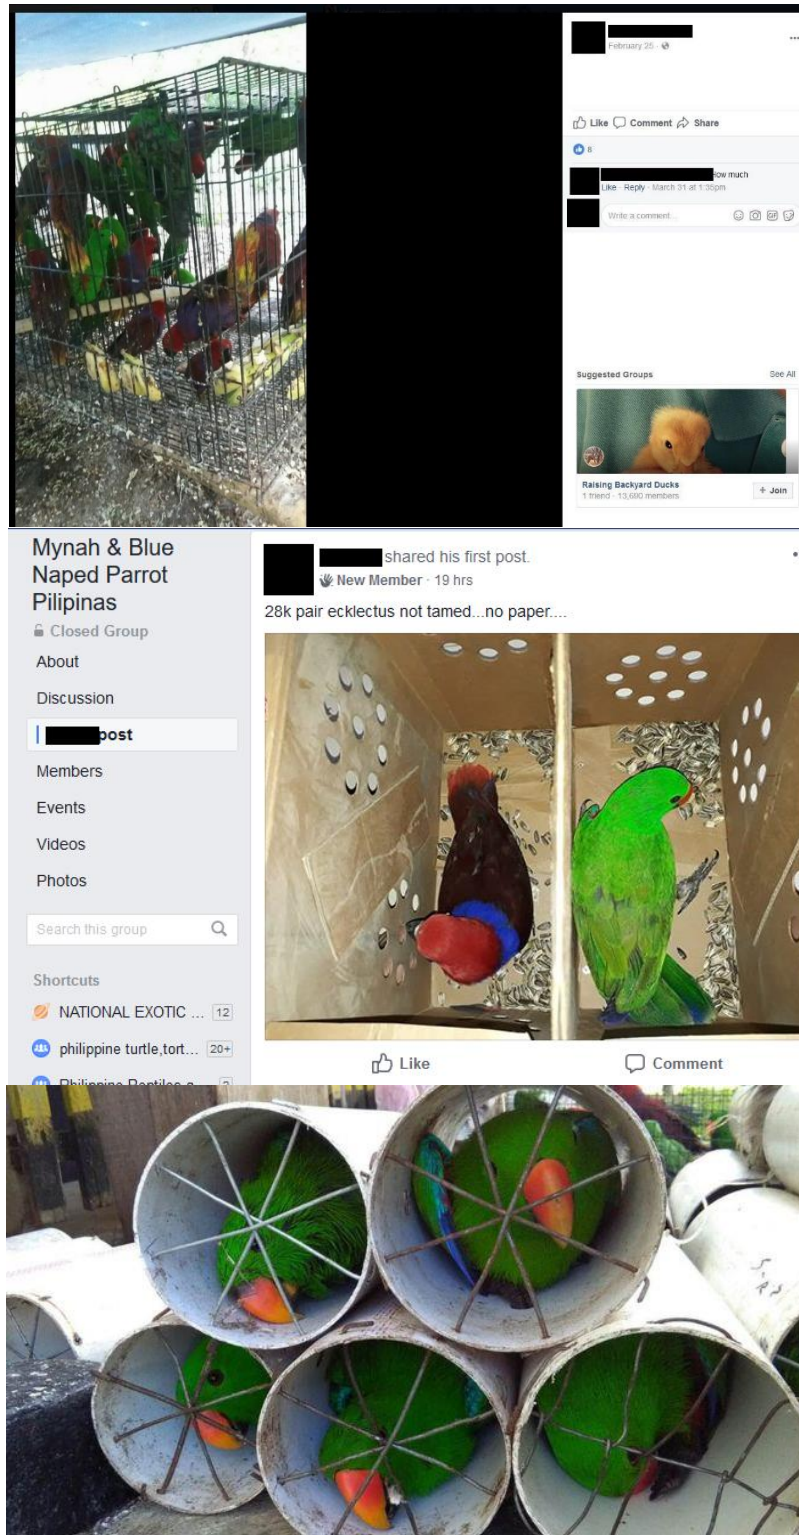 February 25
Like Comment Share
8
How much
Like · Reply · March 31 at 1:35pm
Write a comment...
GIF
Suggested Groups
See All
Raising Backyard Ducks
1 friend · 13,690 members
+ Join
Mynah & Blue
Naped Parrot
Pilipinas
Closed Group
About
Discussion
post
Members
Events
Videos
Photos
Search this group
Shortcuts
NATIONAL EXOTIC ... 12
philippine turtle,tort... 20+
shared his first post.
New Member · 19 hrs
28k pair ecklectus not tamed...no paper....
Like
Comment